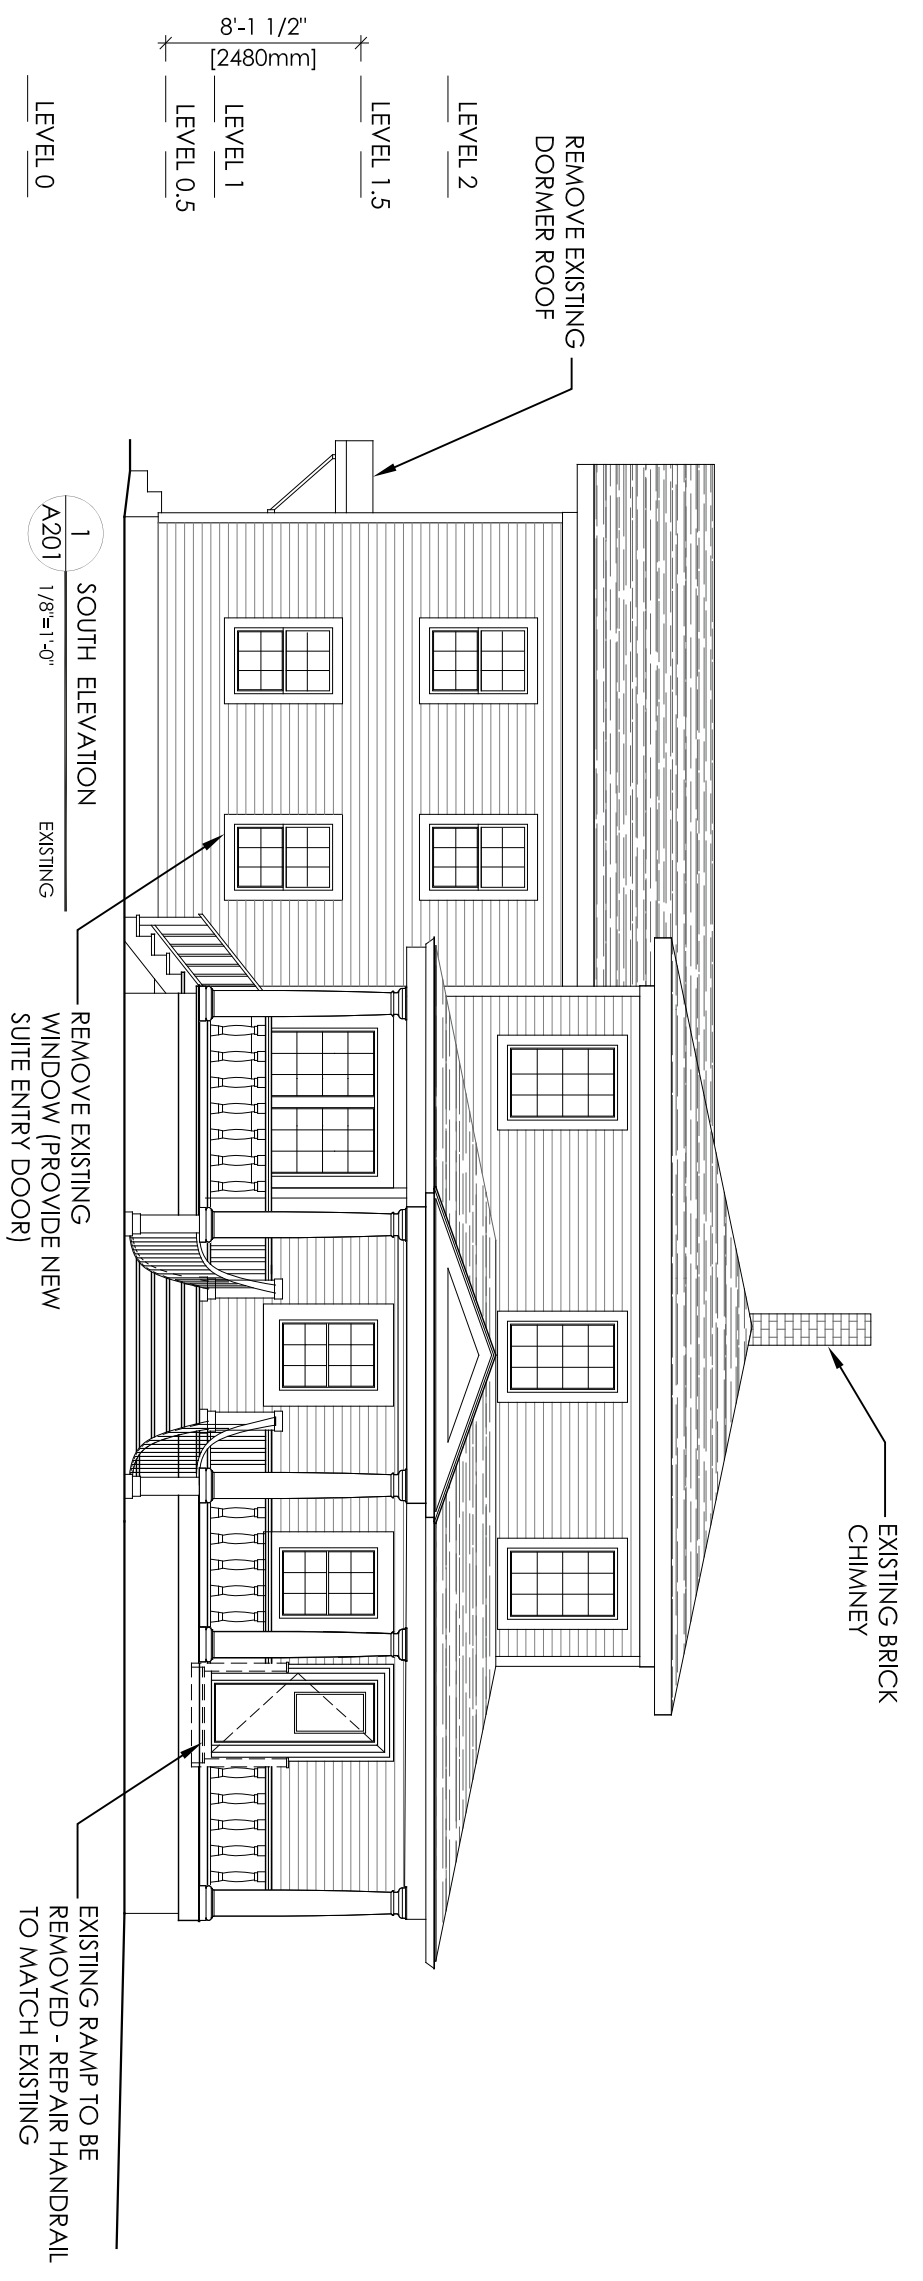 EXISTING BRICK
CHIMNEY
REMOVE EXISTING
DORMER ROOF
LEVEL 2
LEVEL 1.5
8'-1 1/2"
[2480mm]
LEVEL 1
LEVEL 0.5
LEVEL 0
1
A201
SOUTH ELEVATION
1/8"=1'-0"
EXISTING
REMOVE EXISTING
WINDOW (PROVIDE NEW
SUITE ENTRY DOOR)
EXISTING RAMP TO BE
REMOVED - REPAIR HANDRAIL
TO MATCH EXISTING